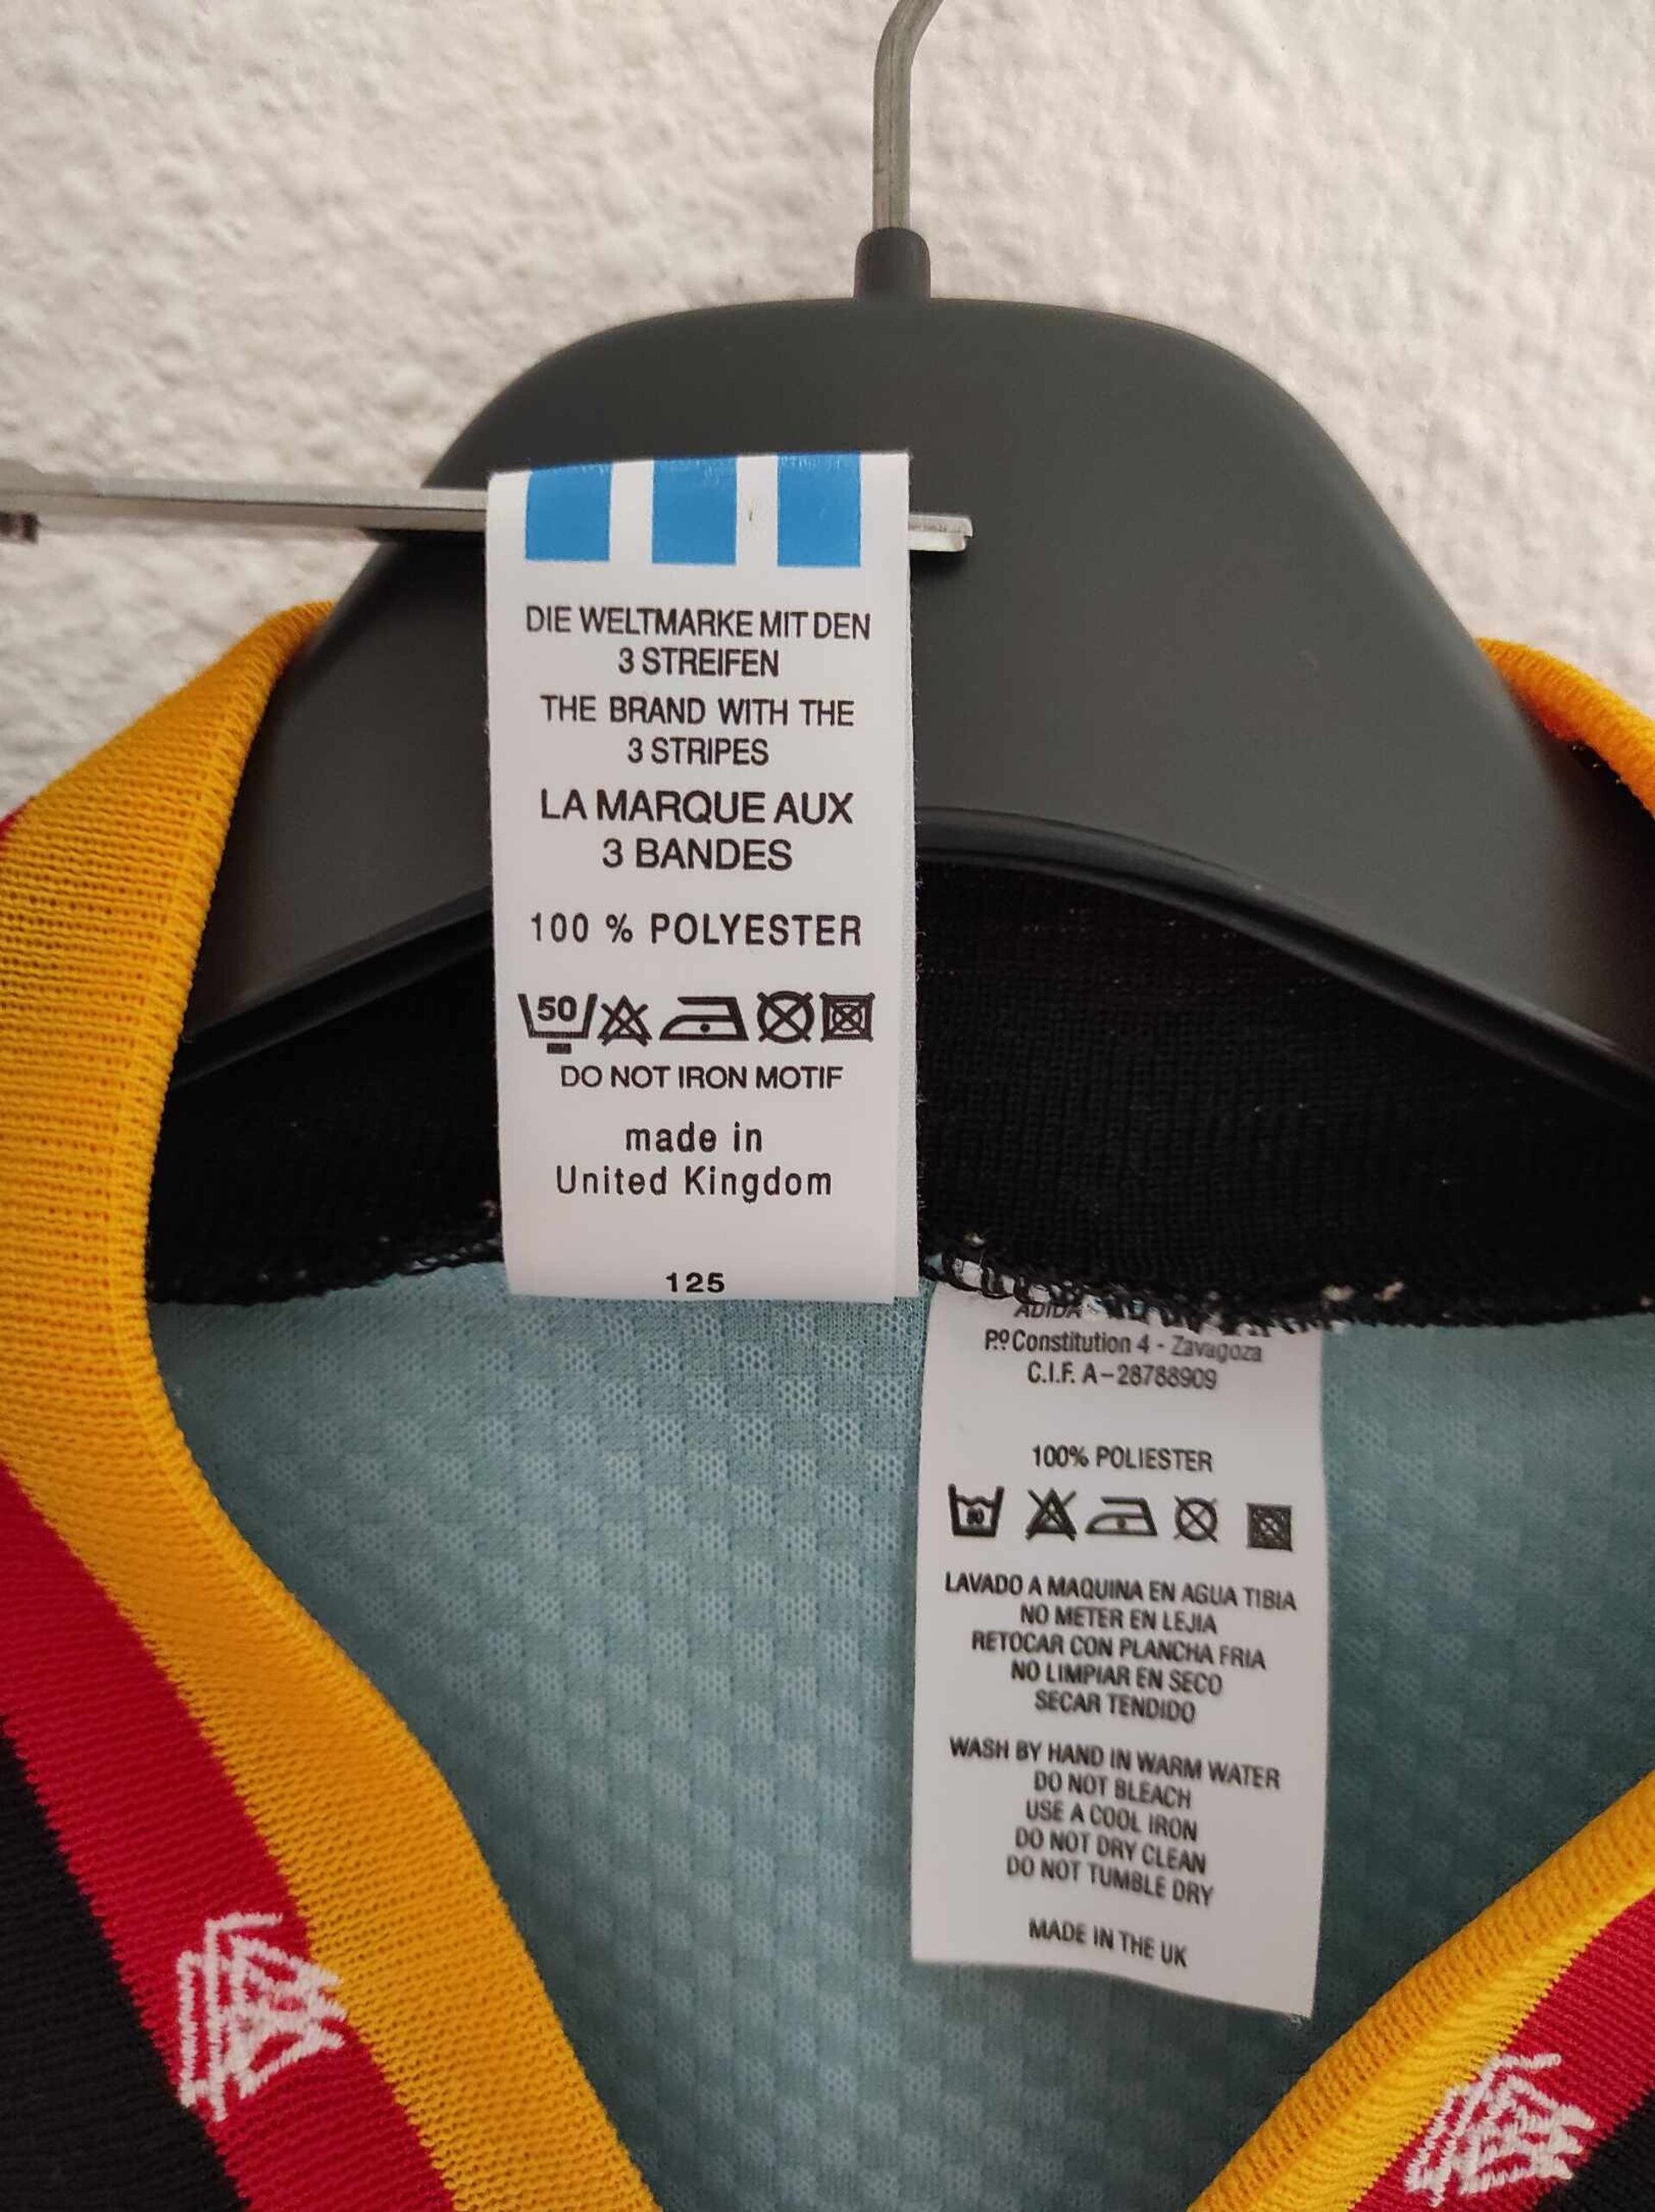 DIE WELTMARKE MIT DEN
3 STREIFEN
THE BRAND WITH THE
3 STRIPES
LA MARQUE AUX
3 BANDES
100 % POLYESTER
50
DO NOT IRON MOTIF
made in
United Kingdom
125
ADIDA
Pº Constitution 4 - Zavagoza
C.I.F. A-28788909
100% POLIESTER
LAVADO A MAQUINA EN AGUA TIBIA
NO METER EN LEJIA
RETOCAR CON PLANCHA FRIA
NO LIMPIAR EN SECO
SECAR TENDIDO
WASH BY HAND IN WARM WATER
DO NOT BLEACH
USE A COOL IRON
DO NOT DRY CLEAN
DO NOT TUMBLE DRY
MADE IN THE UK